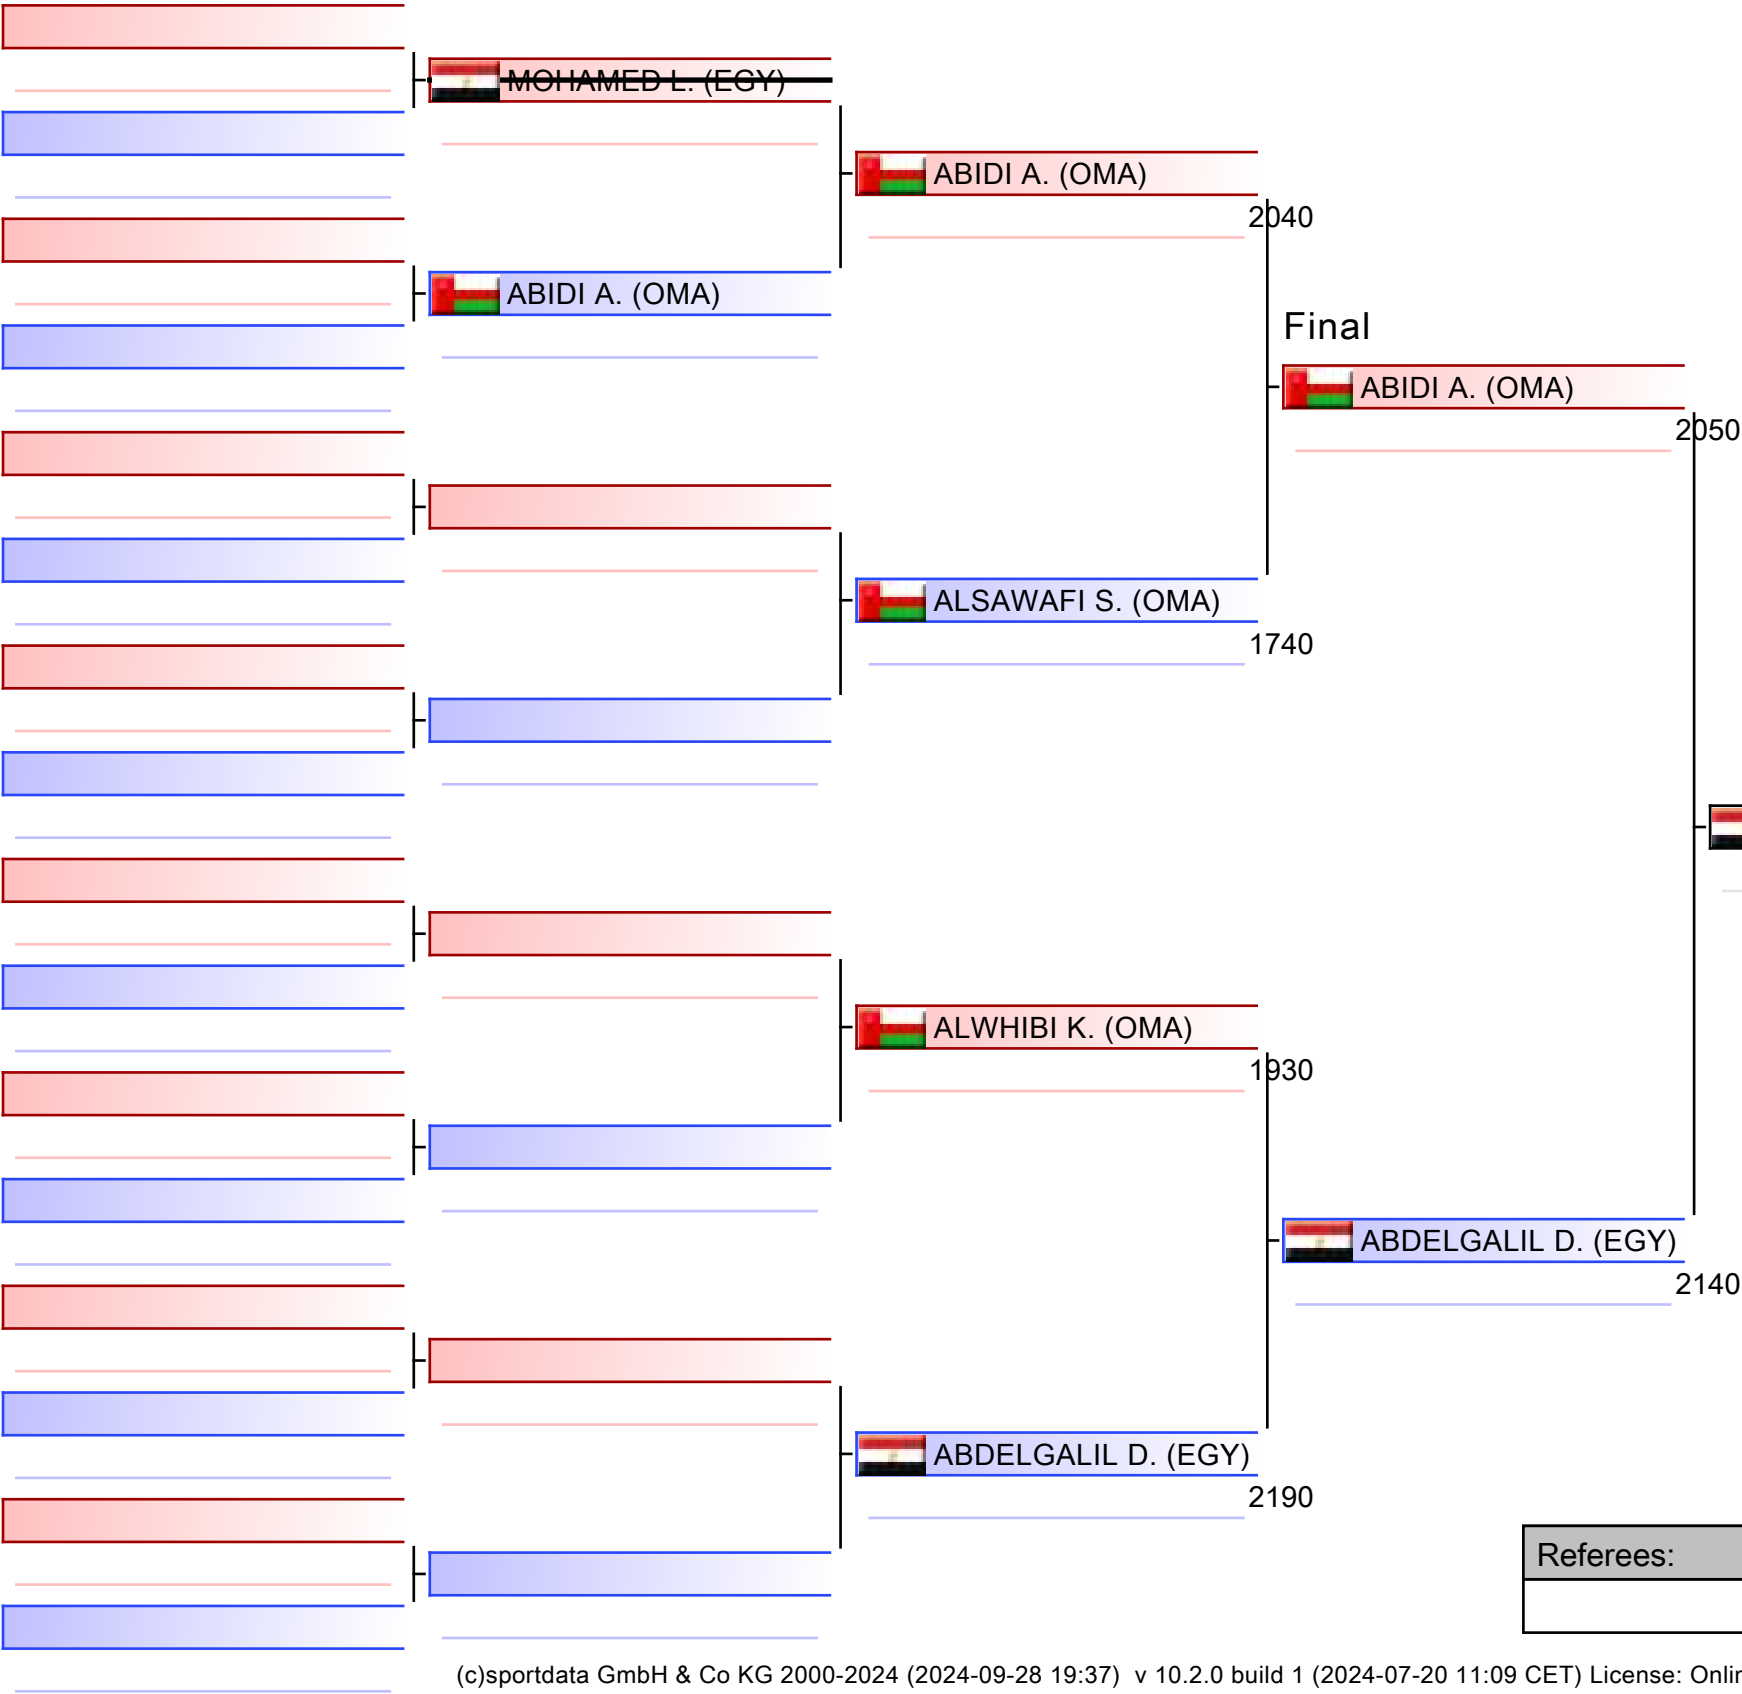 MOHAMED L. (EGY)
ABIDI A. (OMA)
2040
ABIDI A. (OMA)
Final
ABIDI A. (OMA)
2050
ALSAWAFI S. (OMA)
1740
ALWHIBI K. (OMA)
1930
ABDELGALIL D. (EGY)
2140
ABDELGALIL D. (EGY)
2190
Referees:
(c)sportdata GmbH & Co KG 2000-2024 (2024-09-28 19:37) v 10.2.0 build 1 (2024-07-20 11:09 CET) License: